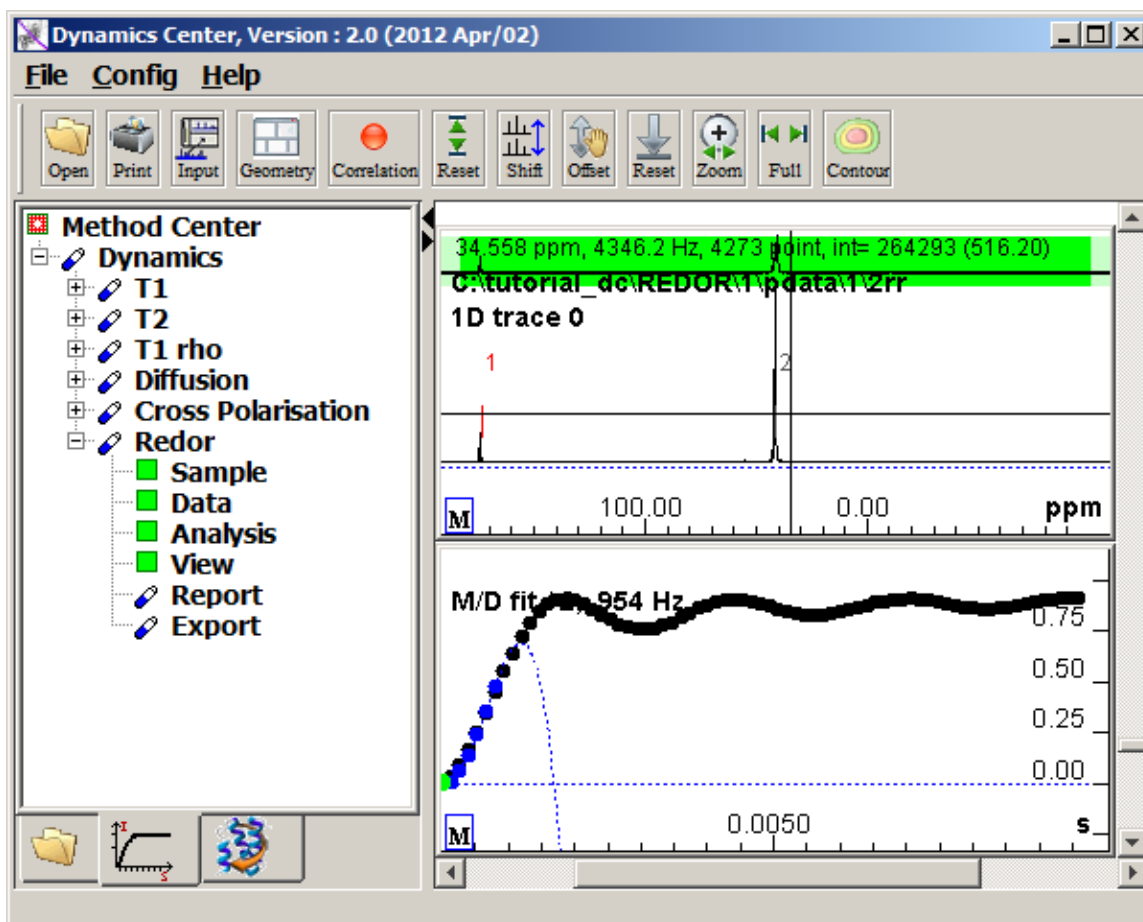 Dynamics Center, Version : 2.0 (2012 Apr/02)
File Config Help
Open Print Input Geometry Correlation Reset Shift Offset Reset Zoom Full Contour
Method Center
Dynamics
T1
T2
T1 rho
Diffusion
Cross Polarisation
Redor
Sample
Data
Analysis
View
Report
Export
34.558 ppm, 4346.2 Hz, 4273 point, int= 264293 (516.20)
C:\tutorial_dc\REDOR\1\pdata\1\2rr
1D trace 0
1
2
M 100.00 0.00 ppm
M/D fit 954 Hz
0.75
0.50
0.25
0.00
M 0.0050 s